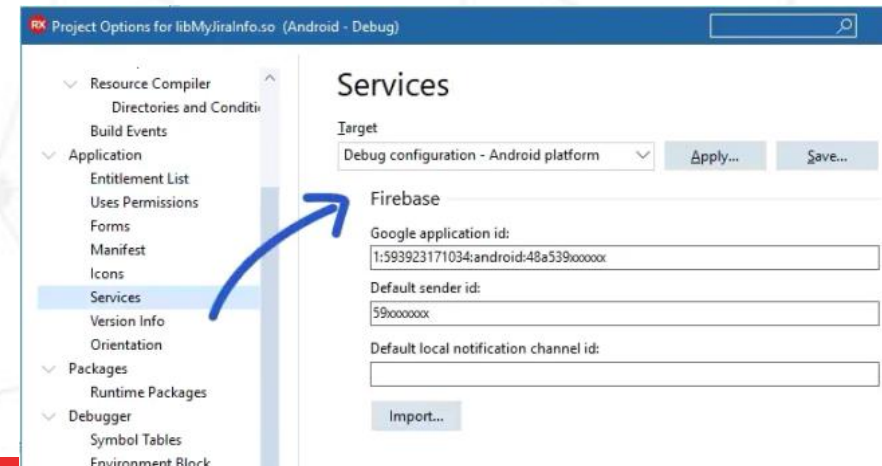 RX Project Options for libMyJiraInfo.so (Android - Debug)
Resource Compiler
Directories and Conditi
Build Events
Application
Entitlement List
Uses Permissions
Forms
Manifest
Icons
Services
Version Info
Orientation
Packages
Runtime Packages
Debugger
Symbol Tables
Environment Block
Services
Target
Debug configuration - Android platform
Apply...
Save...
Firebase
Google application id:
1:593923171034:android:48a539xxxxxx
Default sender id:
59xxxxxxx
Default local notification channel id:
Import...